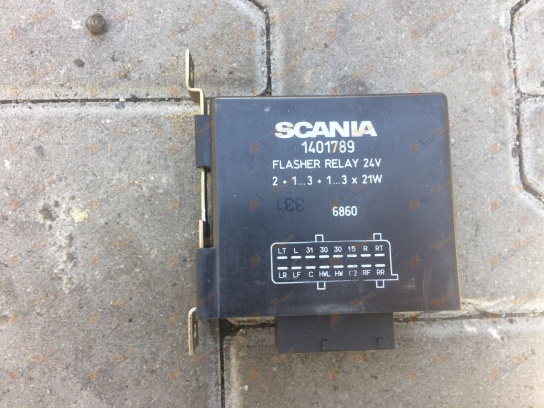 SCANIA
1401789
FLASHER RELAY 24V
2 + 1...3 + 1...3 x 21W
331
6860
LT L 31 30 30 15 R RT
LR LF C HWL HW RF RR